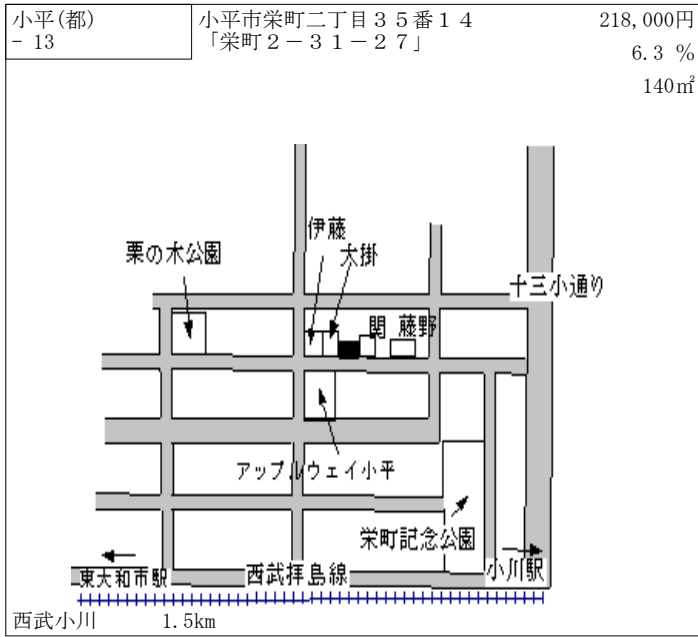 小平(都)
－ 13
小平市栄町二丁目３５番１４
「栄町２－３１－２７」
218,000円
6.3 %
140㎡
伊藤
大掛
栗の木公園
十三小通り
関 藤野
アップルウェイ小平
栄町記念公園
東大和市駅
西武拝島線
小川駅
西武小川 1.5km